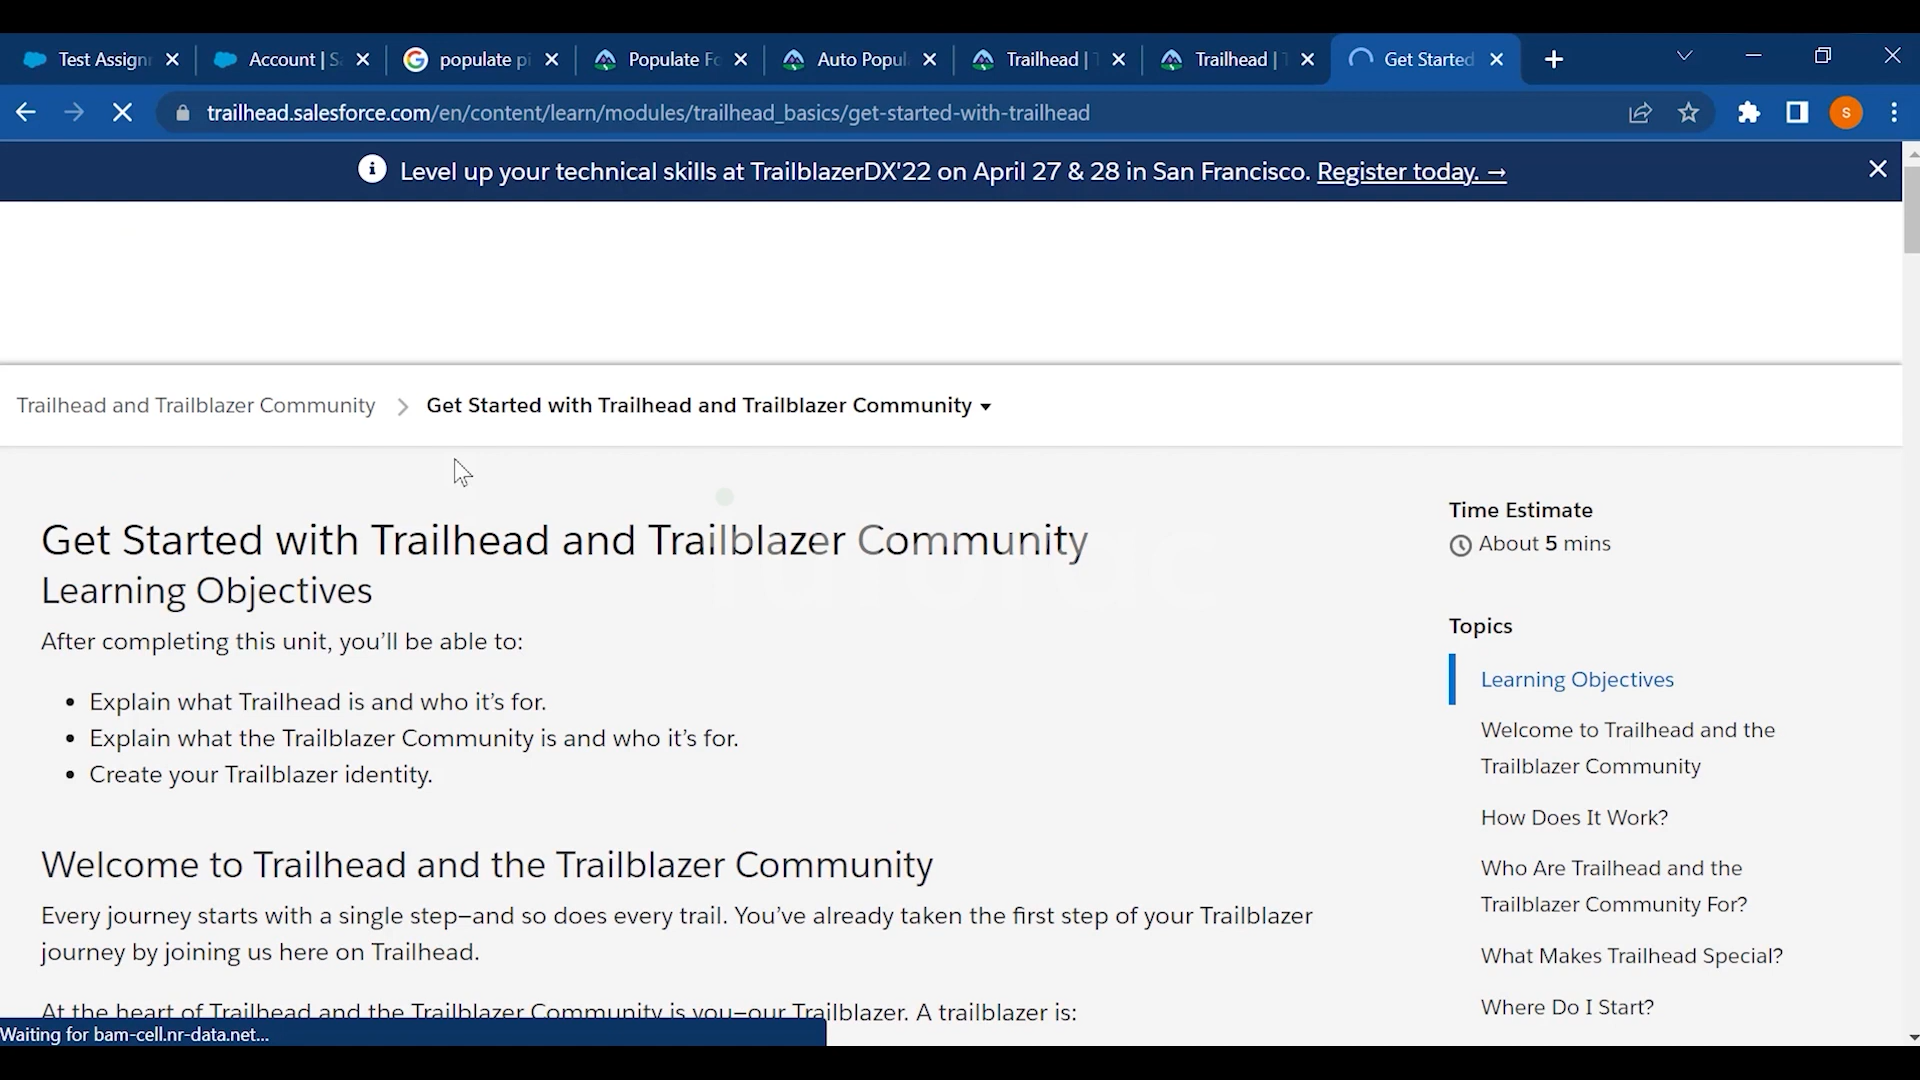 Test Assign
Account | S
populate pi
Populate Fo
Auto Popul
Trailhead | T
Trailhead | T
Get Started
trailhead.salesforce.com/en/content/learn/modules/trailhead_basics/get-started-with-trailhead
S
Level up your technical skills at TrailblazerDX'22 on April 27 & 28 in San Francisco. Register today. →
Trailhead and Trailblazer Community
Get Started with Trailhead and Trailblazer Community
Get Started with Trailhead and Trailblazer Community
Learning Objectives
After completing this unit, you’ll be able to:
• Explain what Trailhead is and who it’s for.
• Explain what the Trailblazer Community is and who it’s for.
• Create your Trailblazer identity.
Welcome to Trailhead and the Trailblazer Community
Every journey starts with a single step—and so does every trail. You’ve already taken the first step of your Trailblazer
journey by joining us here on Trailhead.
At the heart of Trailhead and the Trailblazer Community is you—our Trailblazer. A trailblazer is:
Time Estimate
About 5 mins
Topics
Learning Objectives
Welcome to Trailhead and the
Trailblazer Community
How Does It Work?
Who Are Trailhead and the
Trailblazer Community For?
What Makes Trailhead Special?
Where Do I Start?
Waiting for bam-cell.nr-data.net...